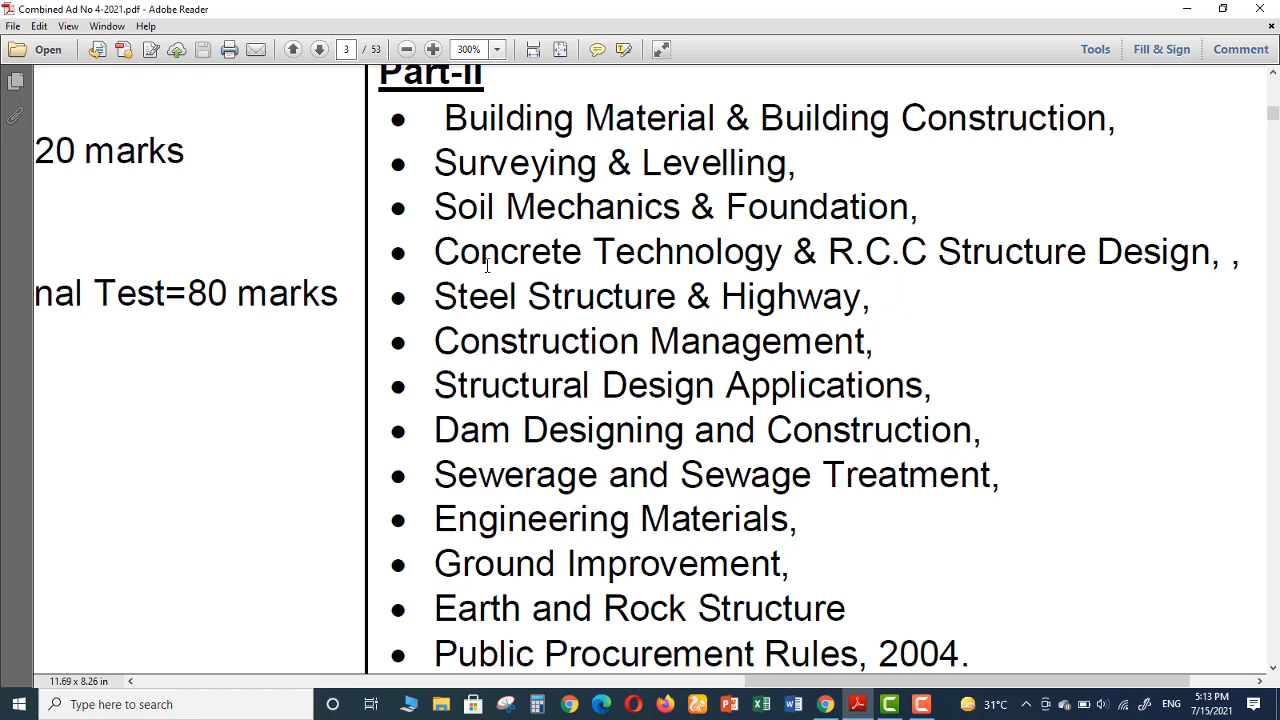 Combined Ad No 4-2021.pdf - Adobe Reader
File Edit View Window Help
Open 3 / 53 300% Tools Fill & Sign Comment
Part-II
20 marks
nal Test=80 marks
• Building Material & Building Construction,
• Surveying & Levelling,
• Soil Mechanics & Foundation,
• Concrete Technology & R.C.C Structure Design, ,
• Steel Structure & Highway,
• Construction Management,
• Structural Design Applications,
• Dam Designing and Construction,
• Sewerage and Sewage Treatment,
• Engineering Materials,
• Ground Improvement,
• Earth and Rock Structure
• Public Procurement Rules, 2004.
11.69 x 8.26 in
Type here to search
31°C ENG 5:13 PM
7/15/2021